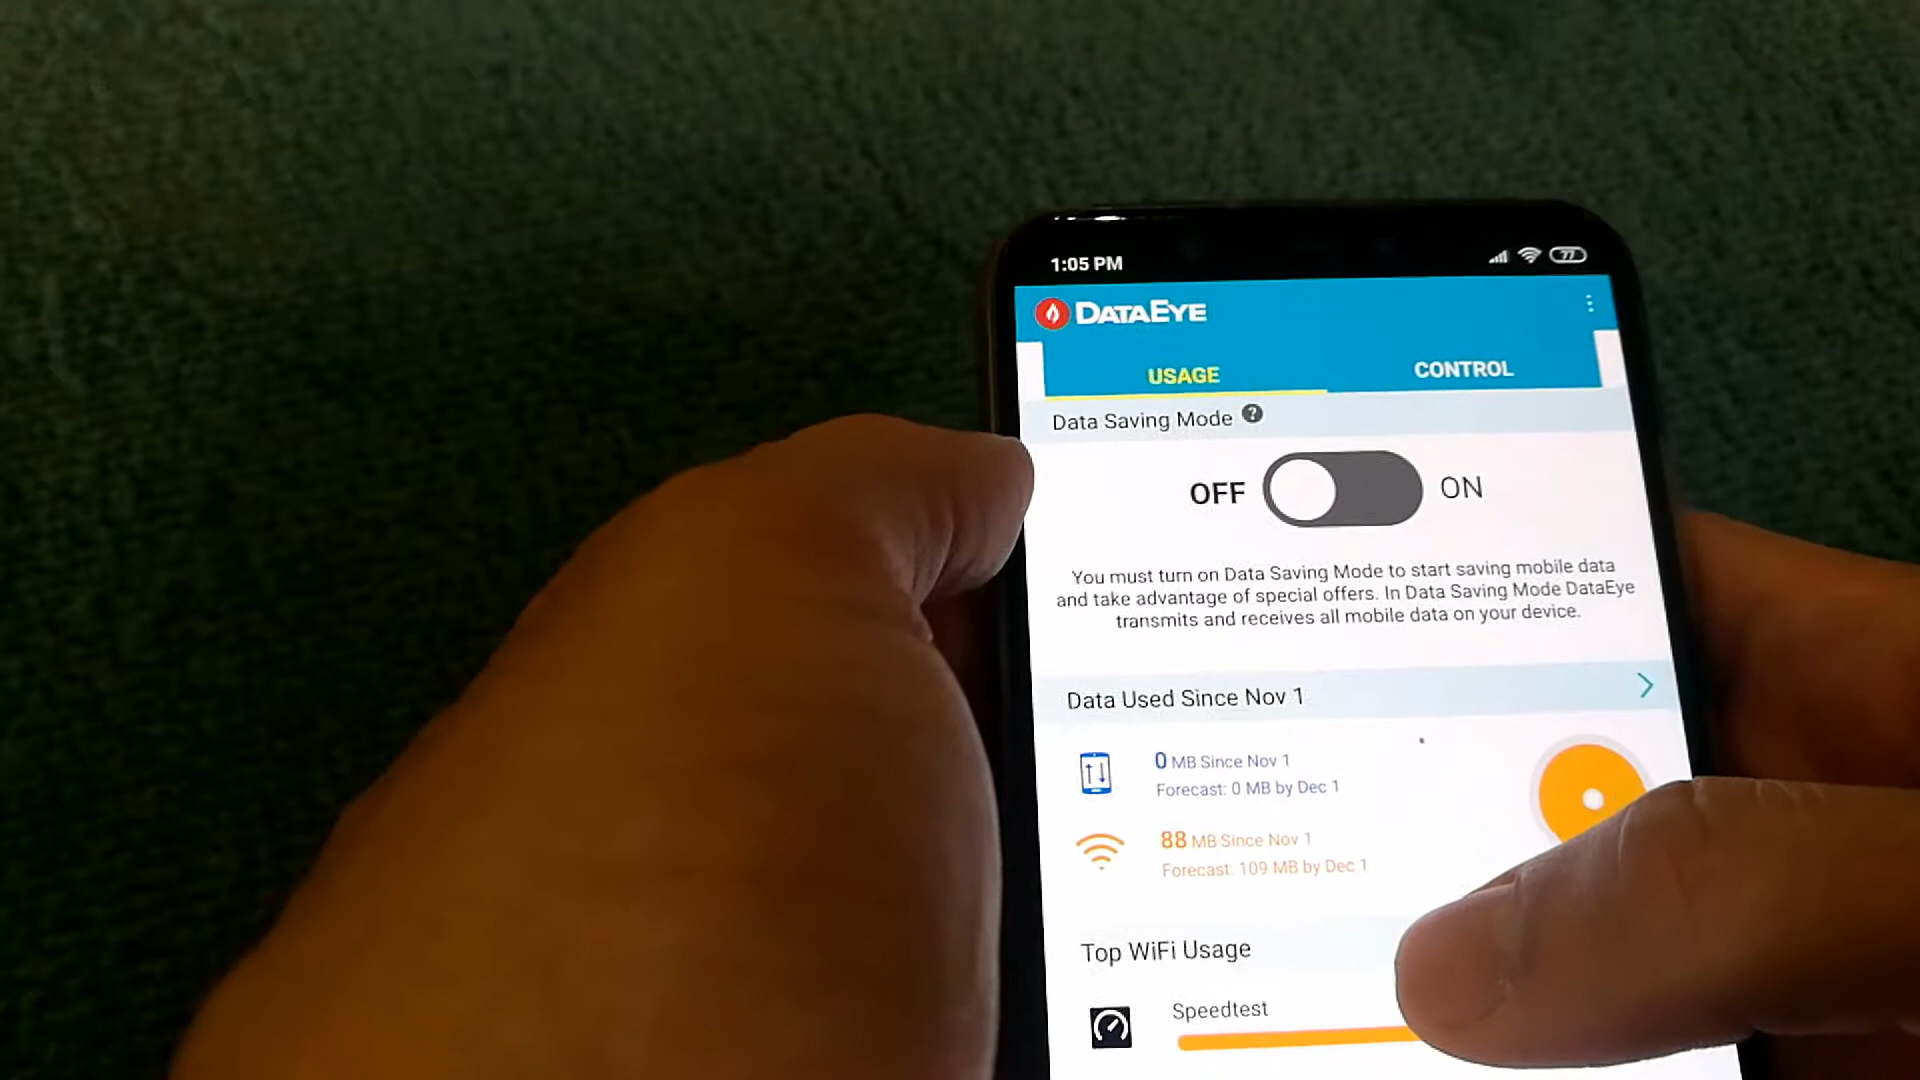 1:05 PM
77
DATAEYE
USAGE
CONTROL
Data Saving Mode ?
OFF
ON
You must turn on Data Saving Mode to start saving mobile data
and take advantage of special offers. In Data Saving Mode DataEye
transmits and receives all mobile data on your device.
Data Used Since Nov 1
0 MB Since Nov 1
Forecast: 0 MB by Dec 1
88 MB Since Nov 1
Forecast: 109 MB by Dec 1
Top WiFi Usage
Speedtest